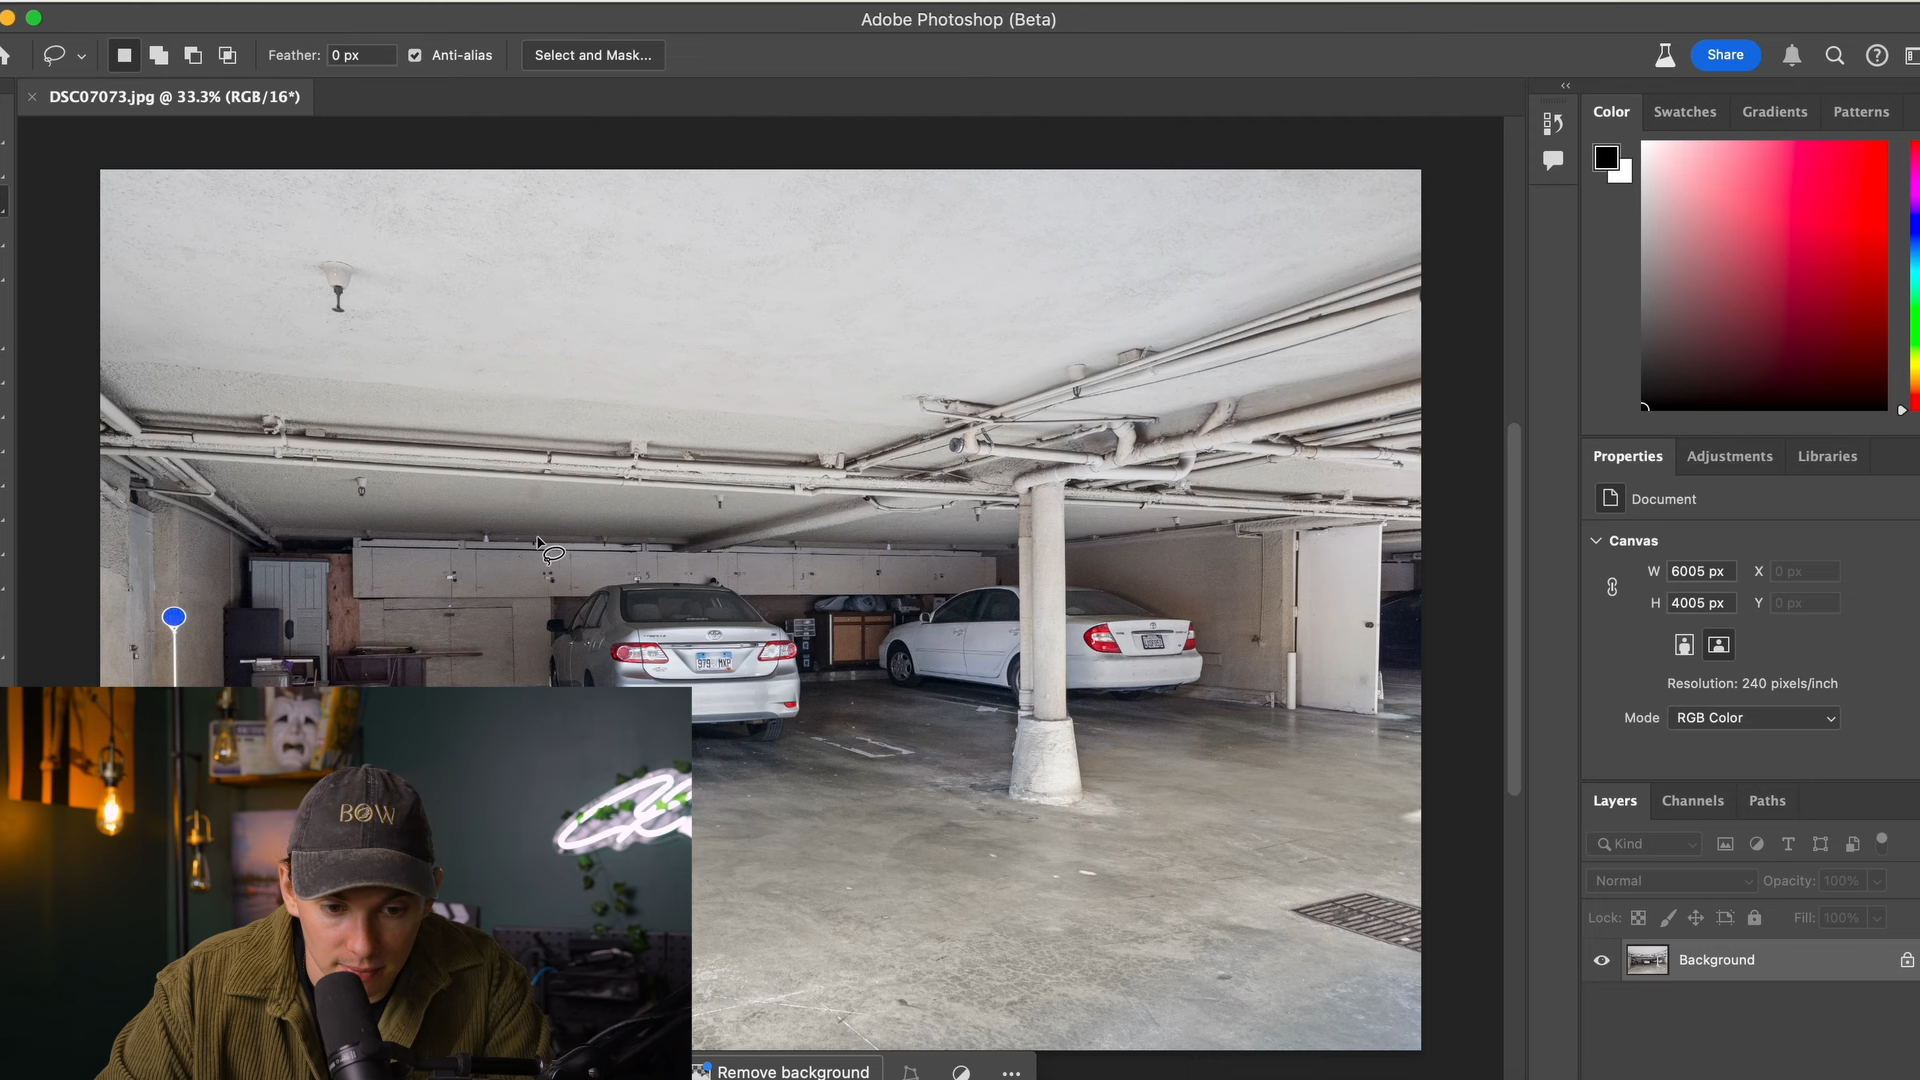 Adobe Photoshop (Beta)
Feather: 0 px Anti-alias Select and Mask... Share
DSC07073.jpg @ 33.3% (RGB/16*)
Color Swatches Gradients Patterns
Properties Adjustments Libraries
Document
Canvas
W 6005 px X 0 px
H 4005 px Y 0 px
Resolution: 240 pixels/inch
Mode RGB Color
Layers Channels Paths
Kind
Normal Opacity: 100%
Lock: Fill: 100%
Background
979 MXP
BOW
Remove background